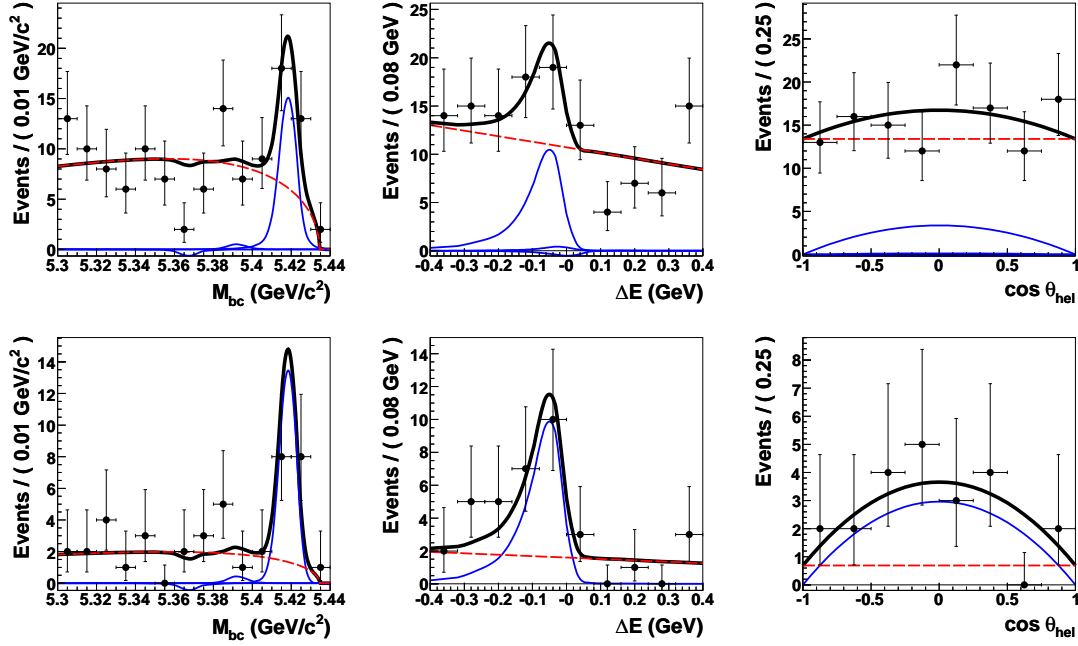 Events / ( 0.01 GeV/c² )
20
15
10
5
0
5.3 5.32 5.34 5.36 5.38 5.4 5.42 5.44
M_bc (GeV/c²)
Events / ( 0.08 GeV )
25
20
15
10
5
0
-0.4 -0.3 -0.2 -0.1 -0 0.1 0.2 0.3 0.4
ΔE (GeV)
Events / ( 0.25 )
25
20
15
10
5
0
-1 -0.5 0 0.5 1
cos θ_hel
Events / ( 0.01 GeV/c² )
14
12
10
8
6
4
2
0
5.3 5.32 5.34 5.36 5.38 5.4 5.42 5.44
M_bc (GeV/c²)
Events / ( 0.08 GeV )
14
12
10
8
6
4
2
0
-0.4 -0.3 -0.2 -0.1 -0 0.1 0.2 0.3 0.4
ΔE (GeV)
Events / ( 0.25 )
8
7
6
5
4
3
2
1
0
-1 -0.5 0 0.5 1
cos θ_hel